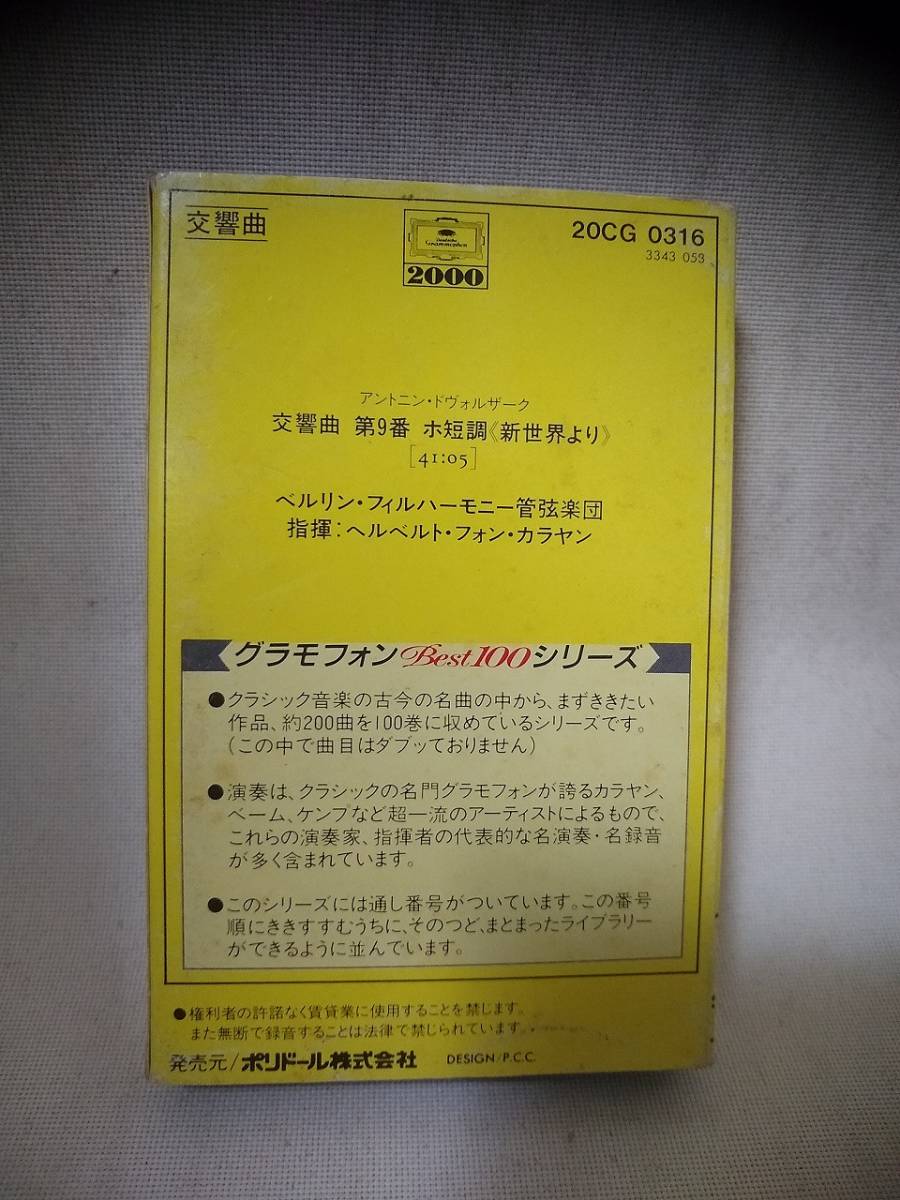 交響曲
Deutsche
Grammophon
2000
20CG 0316
3343 053
アントニン・ドヴォルザーク
交響曲 第9番 ホ短調《新世界より》
[41:05]
ベルリン・フィルハーモニー管弦楽団
指揮:ヘルベルト・フォン・カラヤン
グラモフォンBest100シリーズ
●クラシック音楽の古今の名曲の中から、まずききたい
作品、約200曲を100巻に収めているシリーズです。
(この中で曲目はダブッておりません)
●演奏は、クラシックの名門グラモフォンが誇るカラヤン、
ベーム、ケンプなど超一流のアーティストによるもので、
これらの演奏家、指揮者の代表的な名演奏・名録音
が多く含まれています。
●このシリーズには通し番号がついています。この番号
順にききすすむうちに、そのつど、まとまったライブラリー
ができるように並んでいます。
●権利者の許諾なく賃貸業に使用することを禁じます。
また無断で録音することは法律で禁じられています。
発売元/ポリドール株式会社 DESIGN/P.C.C.